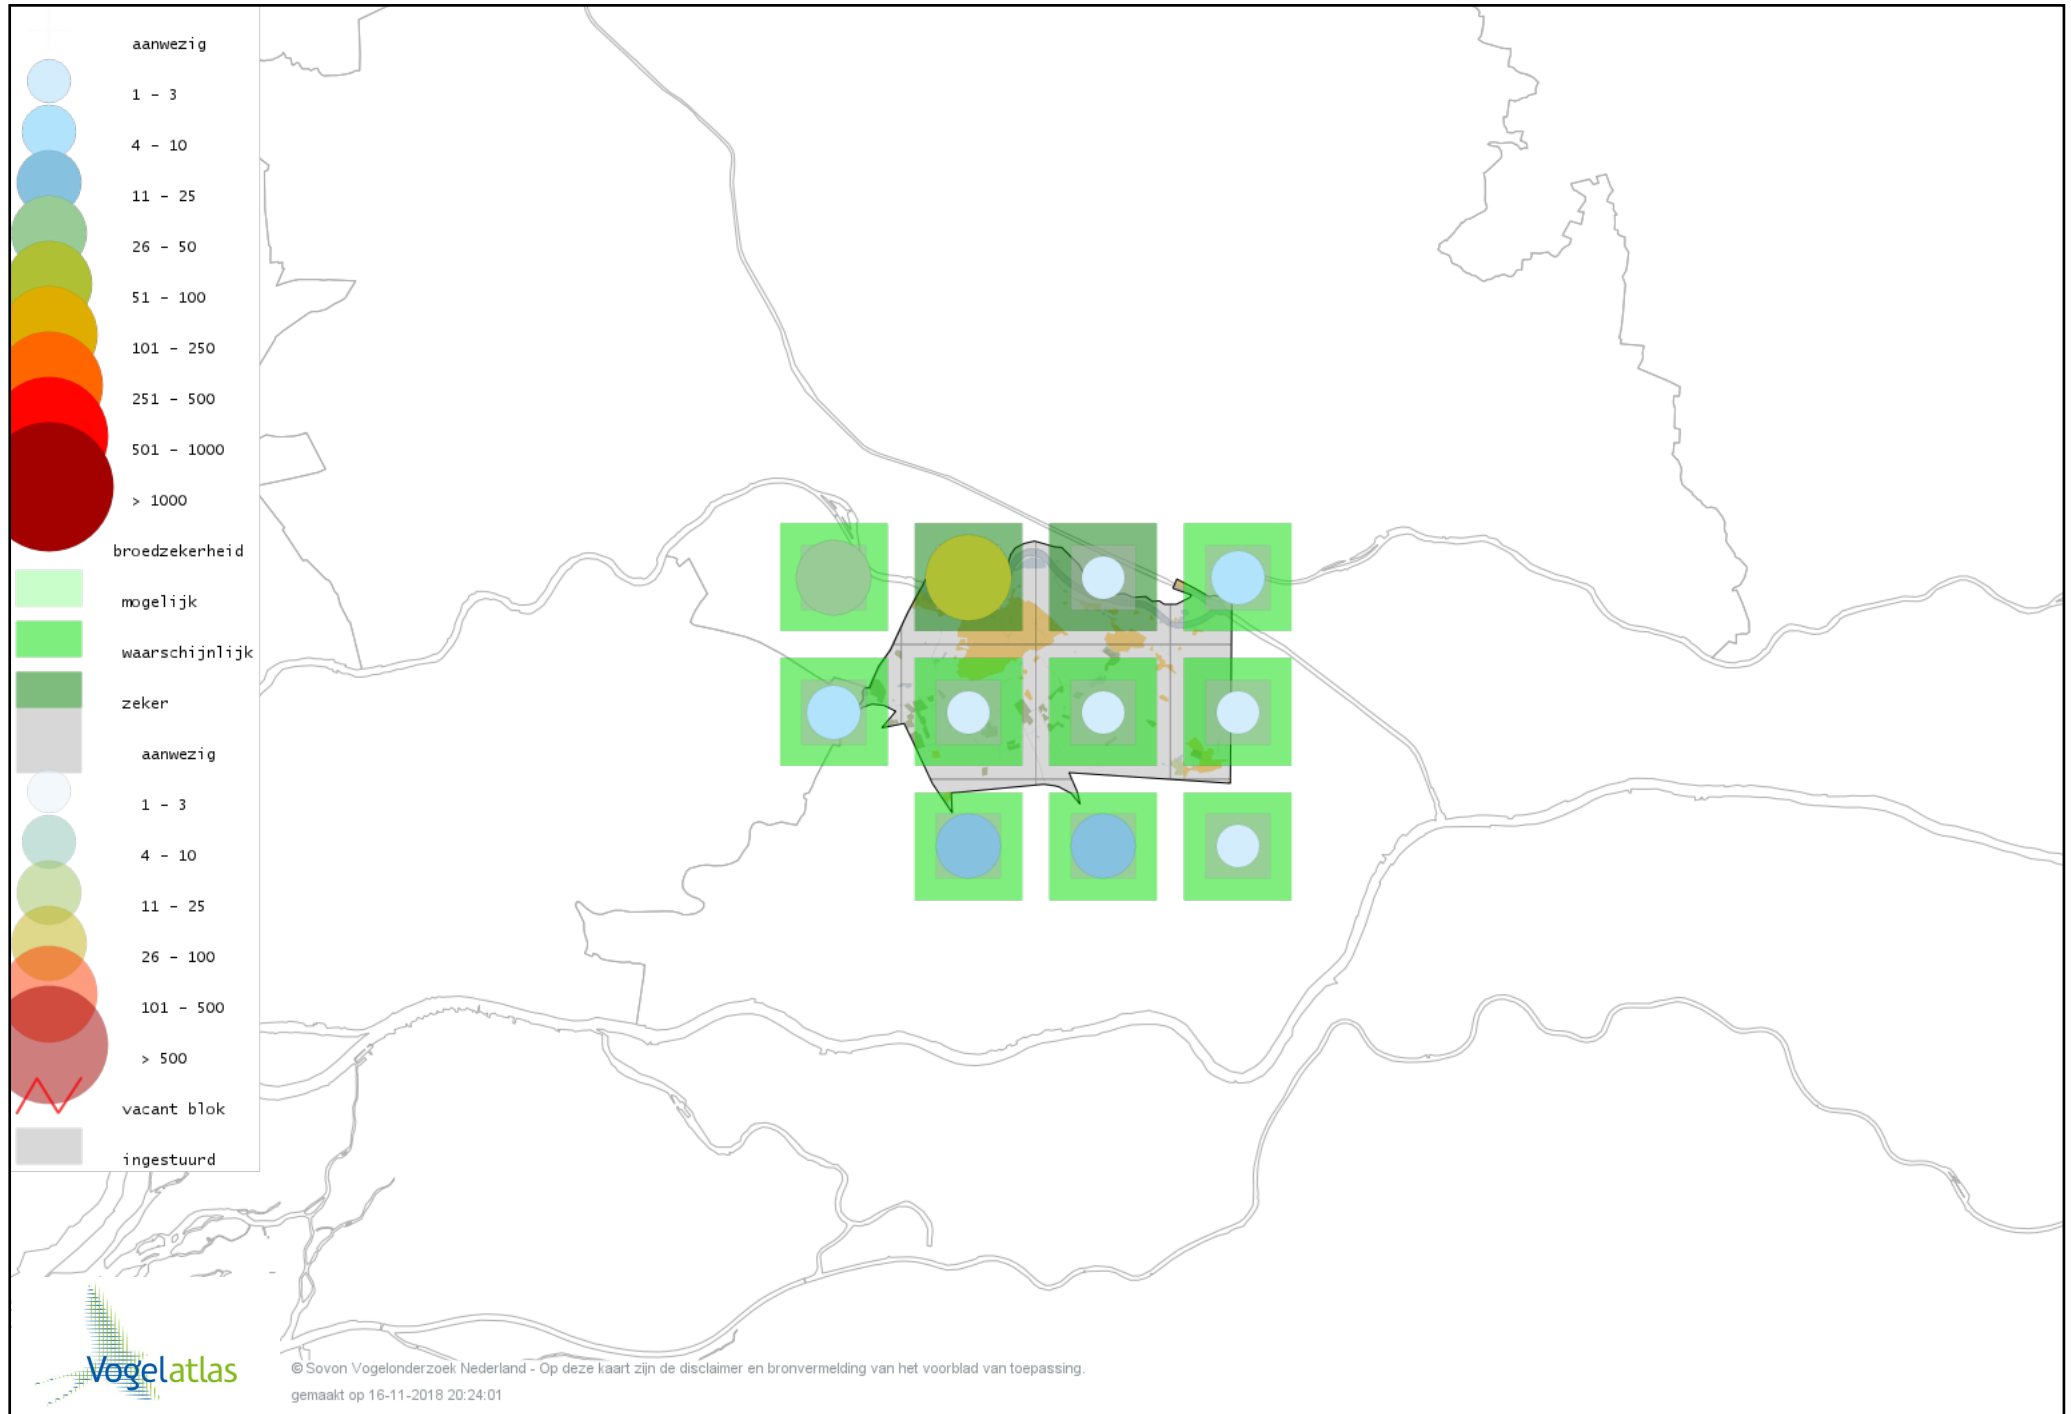 aanwezig
1 - 3
4 - 10
11 - 25
26 - 50
51 - 100
101 - 250
251 - 500
501 - 1000
> 1000
broedzekerheid
mogelijk
waarschijnlijk
zeker
aanwezig
1 - 3
4 - 10
11 - 25
26 - 100
101 - 500
> 500
vacant blok
ingestuurd
Vogelatlas
© Sovon Vogelonderzoek Nederland - Op deze kaart zijn de disclaimer en bronvermelding van het voorblad van toepassing.
gemaakt op 16-11-2018 20:24:01